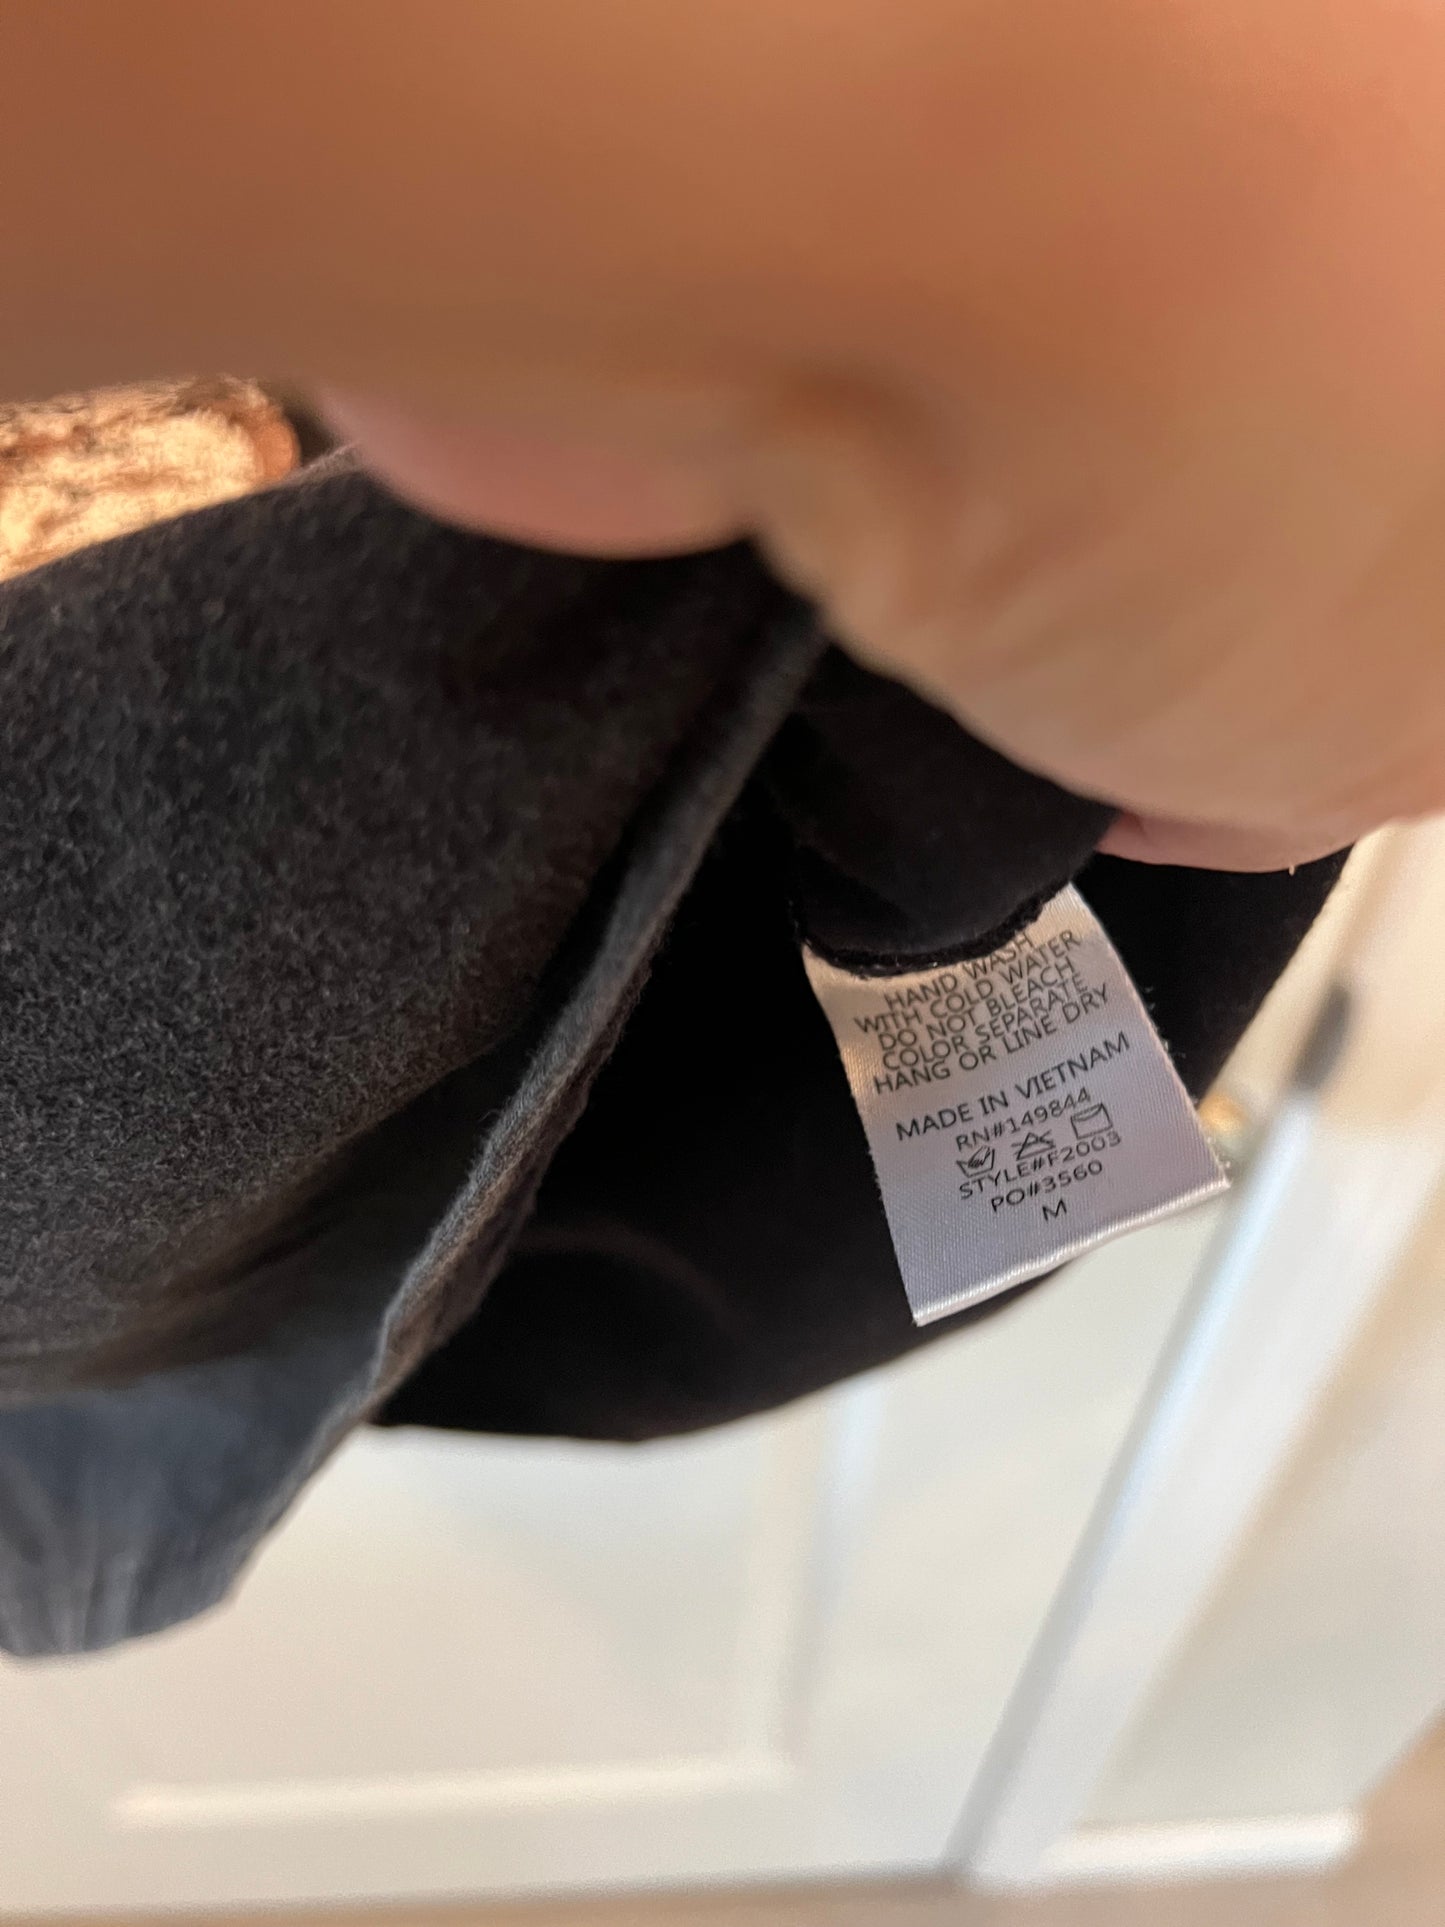 HAND WASH
WITH COLD WATER
DO NOT BLEACH
COLOR SEPARATE
HANG OR LINE DRY
MADE IN VIETNAM
RN#149844
STYLE#F2003
PO#3560
M